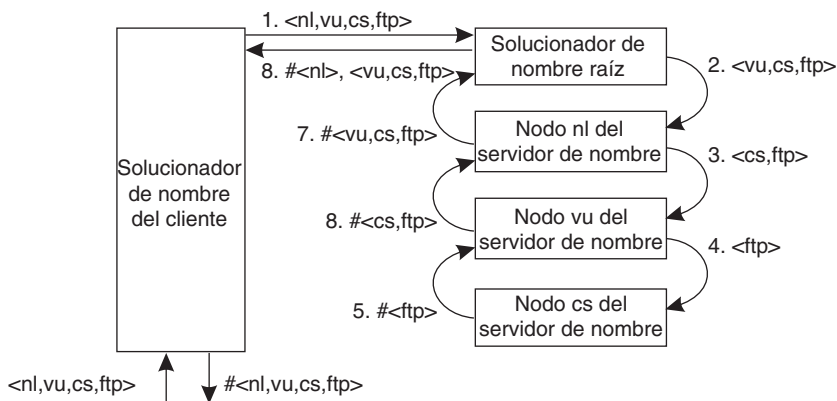 1. <nl,vu,cs,ftp>
8. #<nl>, <vu,cs,ftp>
Solucionador de
nombre raíz
2. <vu,cs,ftp>
7. #<vu,cs,ftp>
Nodo nl del
servidor de nombre
3. <cs,ftp>
Solucionador
de nombre
del cliente
8. #<cs,ftp>
Nodo vu del
servidor de nombre
4. <ftp>
5. #<ftp>
Nodo cs del
servidor de nombre
<nl,vu,cs,ftp>
#<nl,vu,cs,ftp>